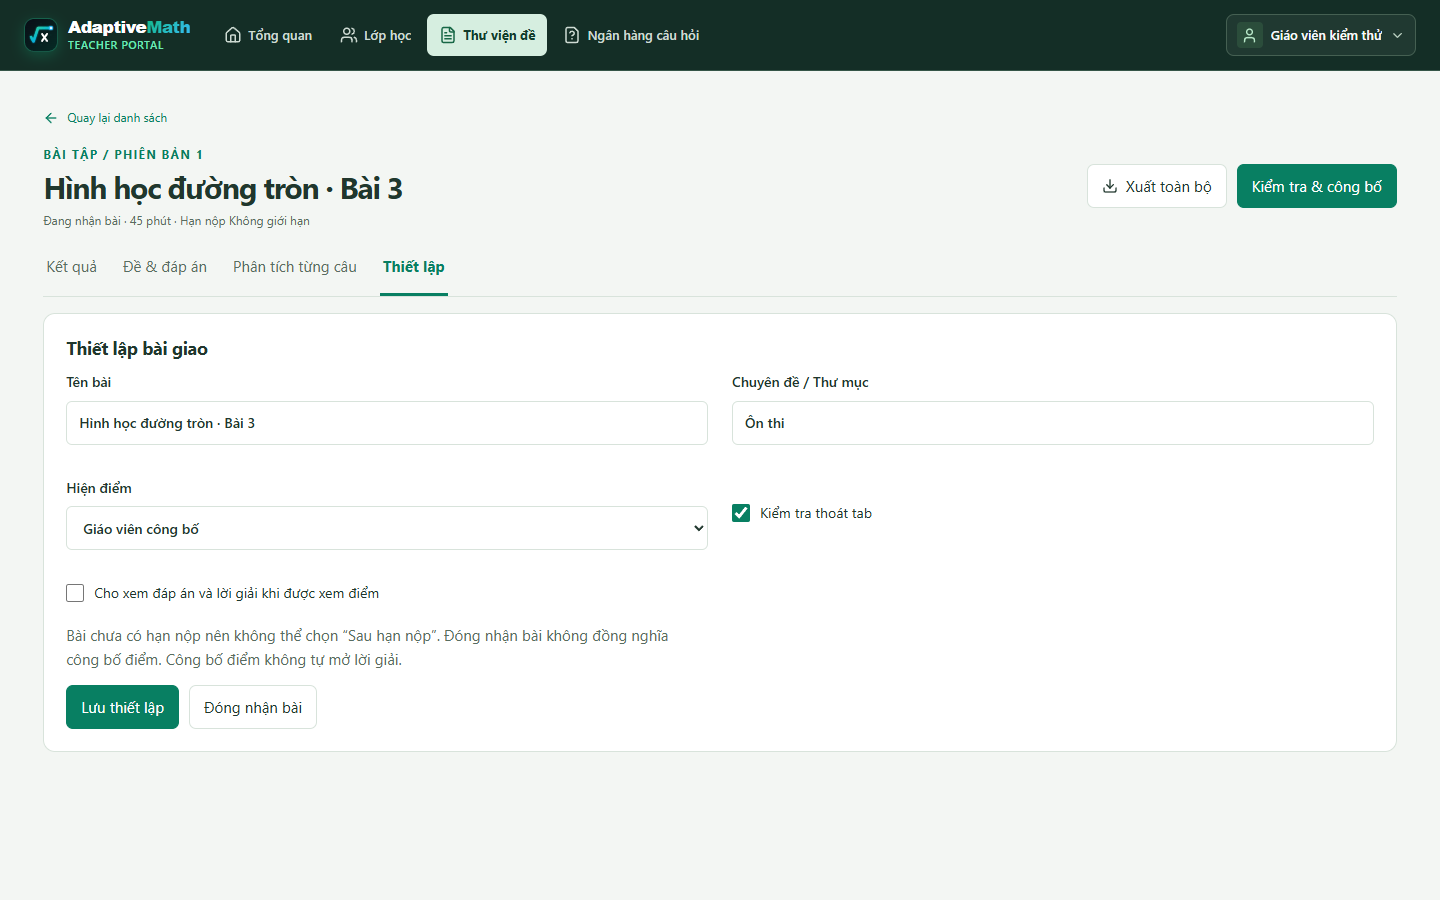 AdaptiveMath
TEACHER PORTAL
Tổng quan
Lớp học
Thư viện đề
Ngân hàng câu hỏi
Giáo viên kiểm thử
Quay lại danh sách
BÀI TẬP / PHIÊN BẢN 1
Hình học đường tròn · Bài 3
Đang nhận bài · 45 phút · Hạn nộp Không giới hạn
Xuất toàn bộ
Kiểm tra & công bố
Kết quả
Đề & đáp án
Phân tích từng câu
Thiết lập
Thiết lập bài giao
Tên bài
Chuyên đề / Thư mục
Hình học đường tròn · Bài 3
Ôn thi
Hiện điểm
Giáo viên công bố
Kiểm tra thoát tab
Cho xem đáp án và lời giải khi được xem điểm
Bài chưa có hạn nộp nên không thể chọn “Sau hạn nộp”. Đóng nhận bài không đồng nghĩa
công bố điểm. Công bố điểm không tự mở lời giải.
Lưu thiết lập
Đóng nhận bài